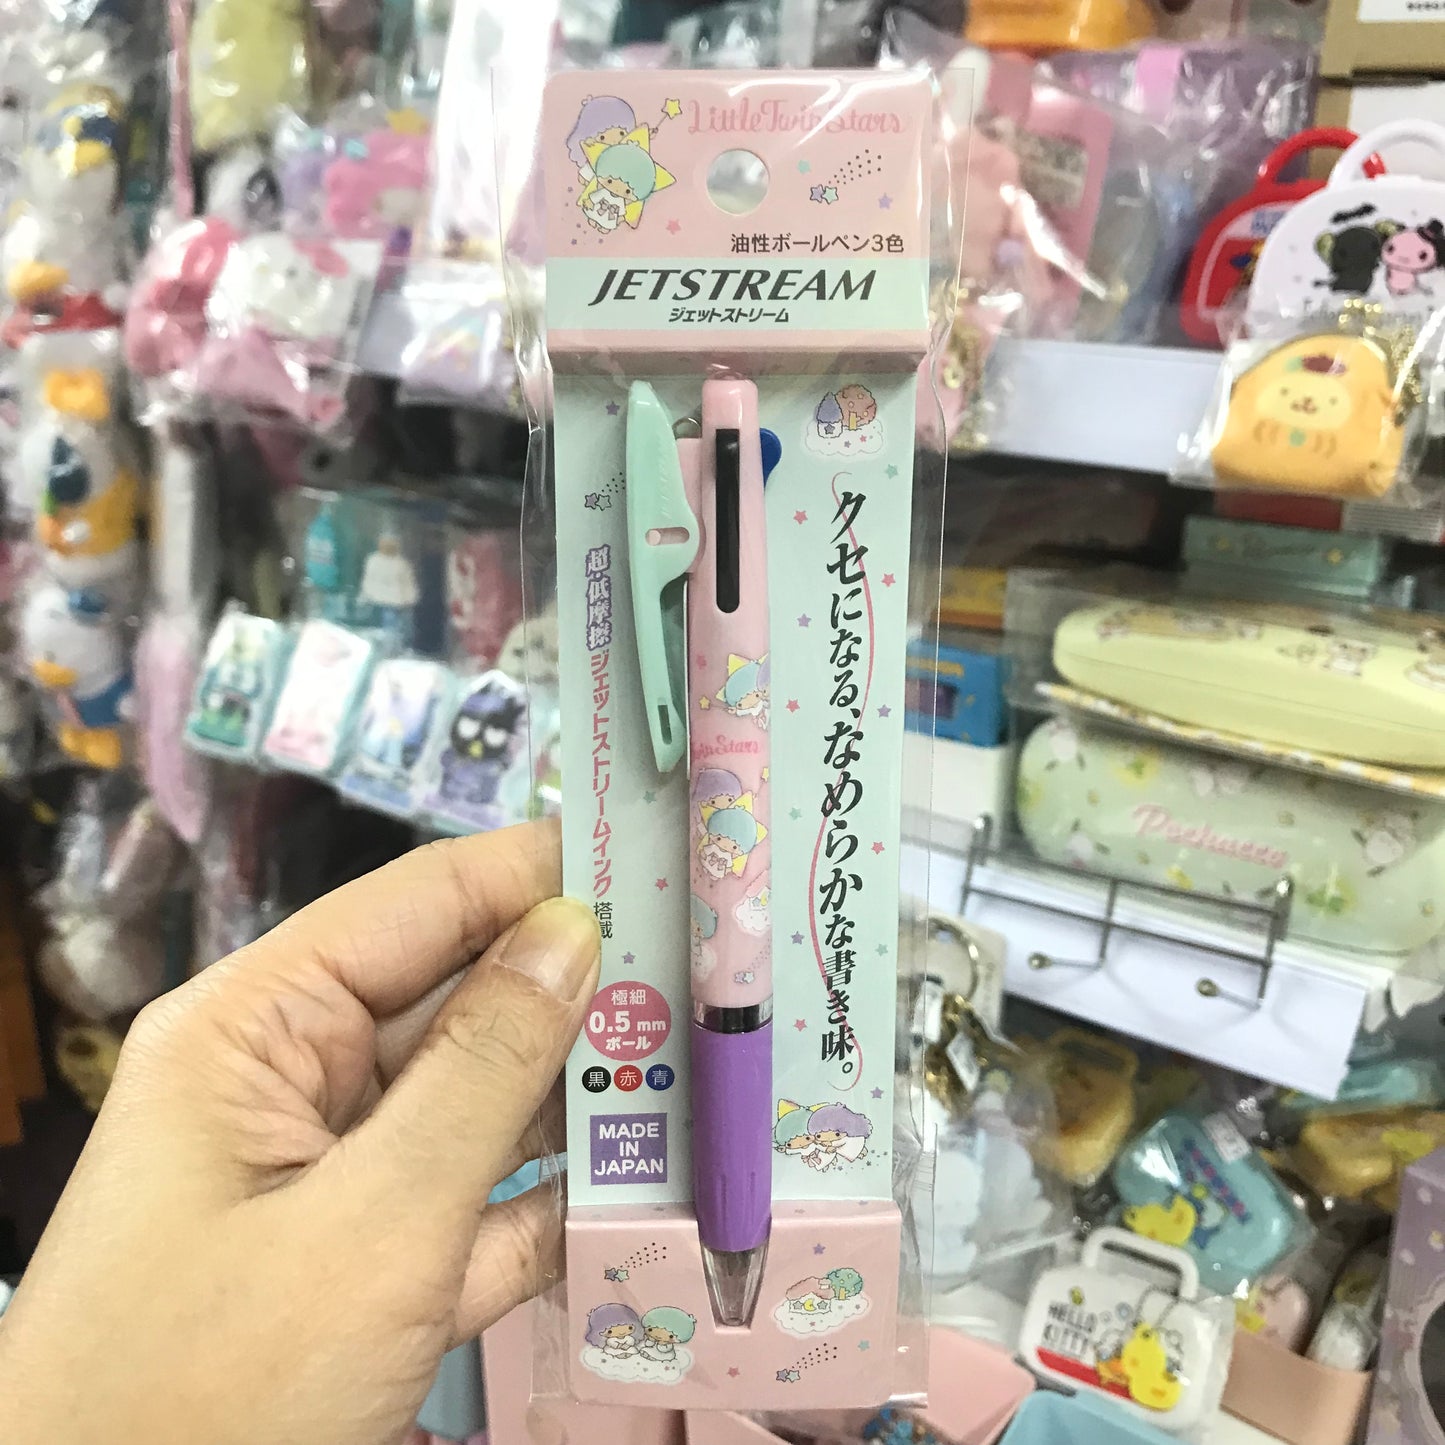 Little Twin Stars
油性ボールペン3色
JETSTREAM
ジェットストリーム
クセになる、なめらかな書き味。
超・低摩擦ジェットストリームインク搭載
極細
0.5 mm
ボール
黒 赤 青
MADE
IN
JAPAN
Pochacco
HELLO
KITTY